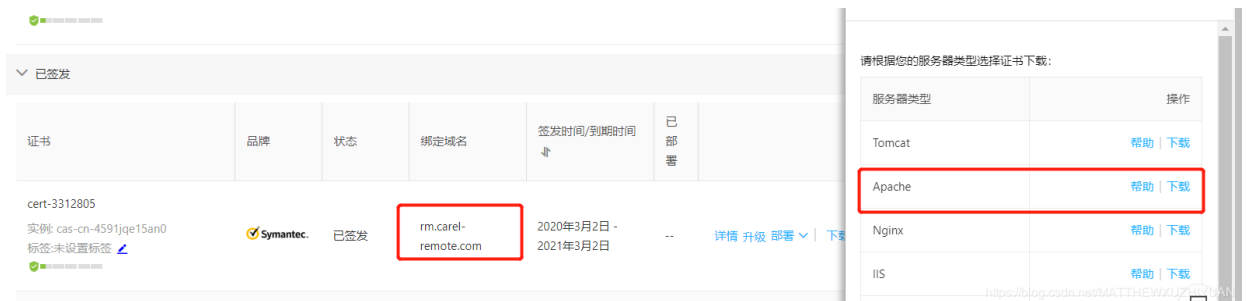 已签发
证书
品牌
状态
绑定域名
签发时间/到期时间
已
部
署
cert-3312805
实例: cas-cn-4591jqe15an0
标签:未设置标签
Symantec.
已签发
rm.carel-
remote.com
2020年3月2日 -
2021年3月2日
--
详情 升级 部署 | 下载
请根据您的服务器类型选择证书下载:
服务器类型 操作
Tomcat 帮助 | 下载
Apache 帮助 | 下载
Nginx 帮助 | 下载
IIS 帮助 | 下载
https://blog.csdn.net/MATTHEWXUZHIYUAN